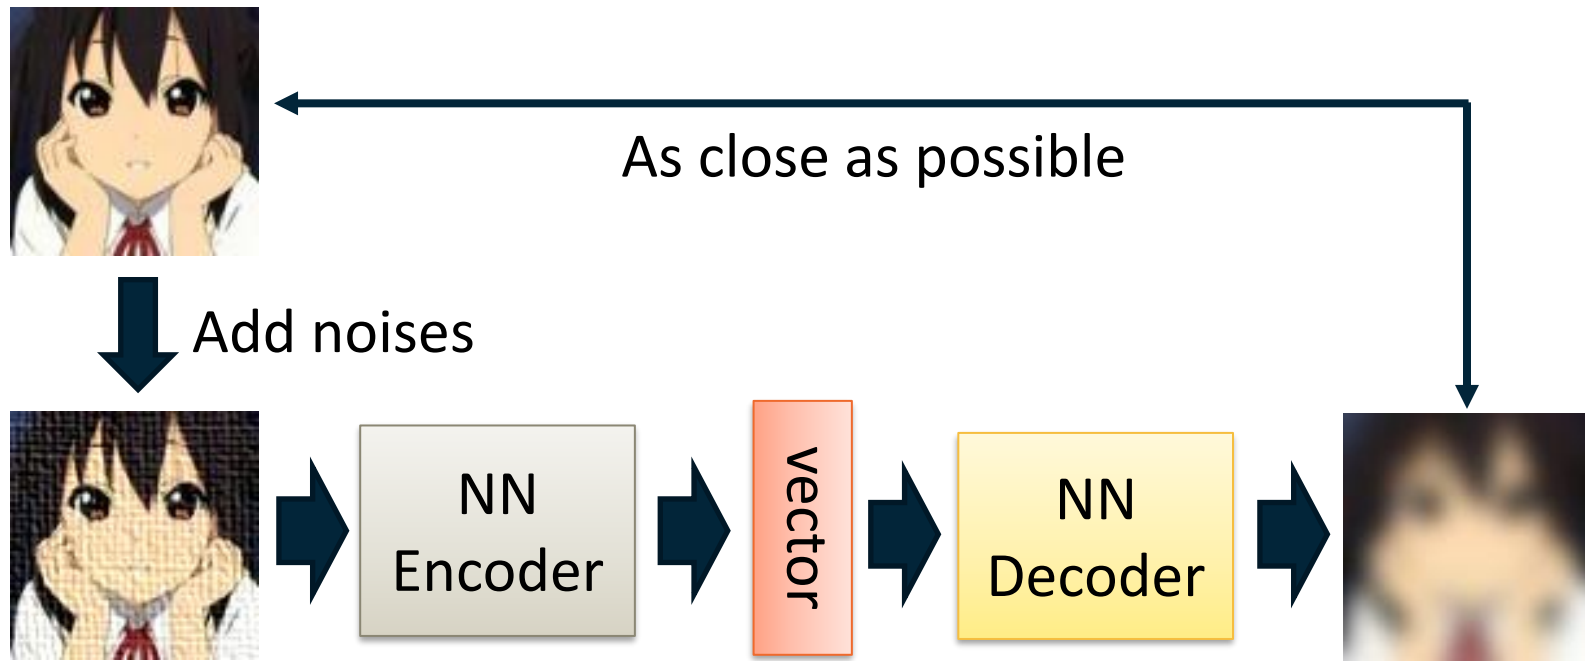 As close as possible
Add noises
NN
Encoder
vector
NN
Decoder